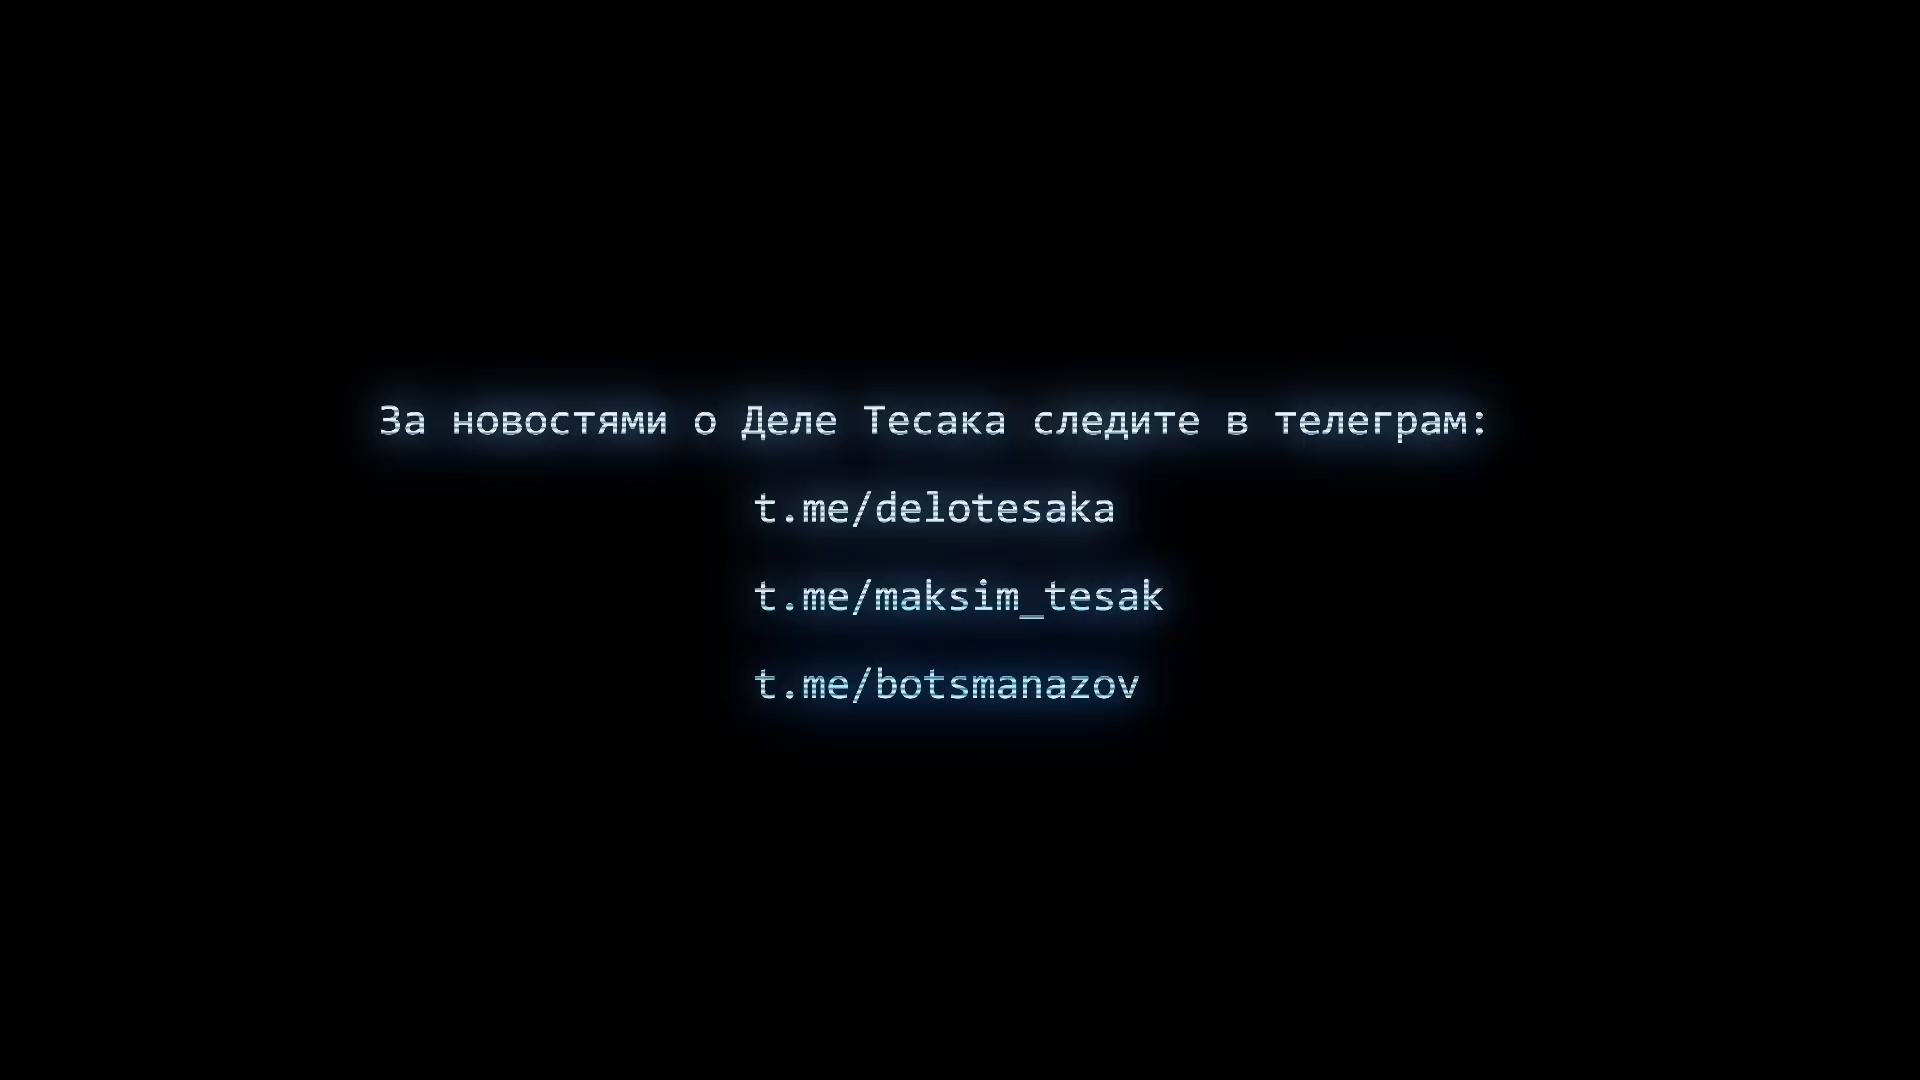 За новостями о Деле Тесака следите в телеграм:
t.me/delotesaka
t.me/maksim_tesak
t.me/botsmanazov